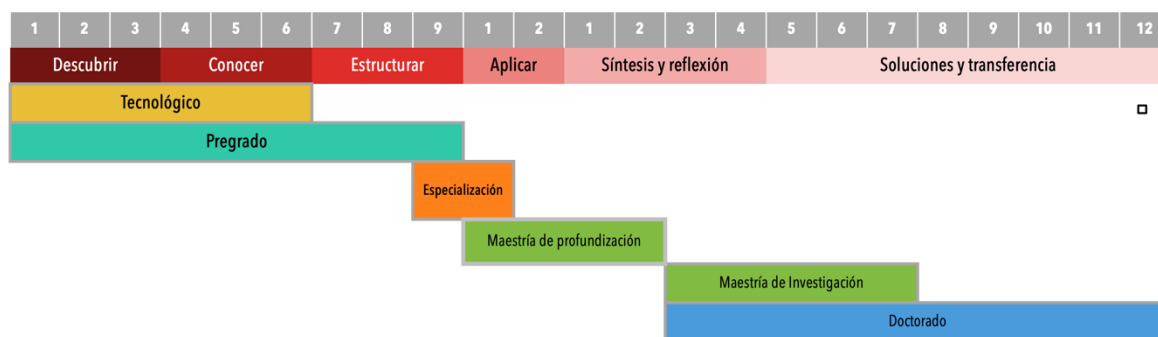 1 2 3 4 5 6 7 8 9 1 2 1 2 3 4 5 6 7 8 9 10 11 12
Descubrir Conocer Estructurar Aplicar Síntesis y reflexión Soluciones y transferencia
Tecnológico
Pregrado
Especialización
Maestría de profundización
Maestría de Investigación
Doctorado